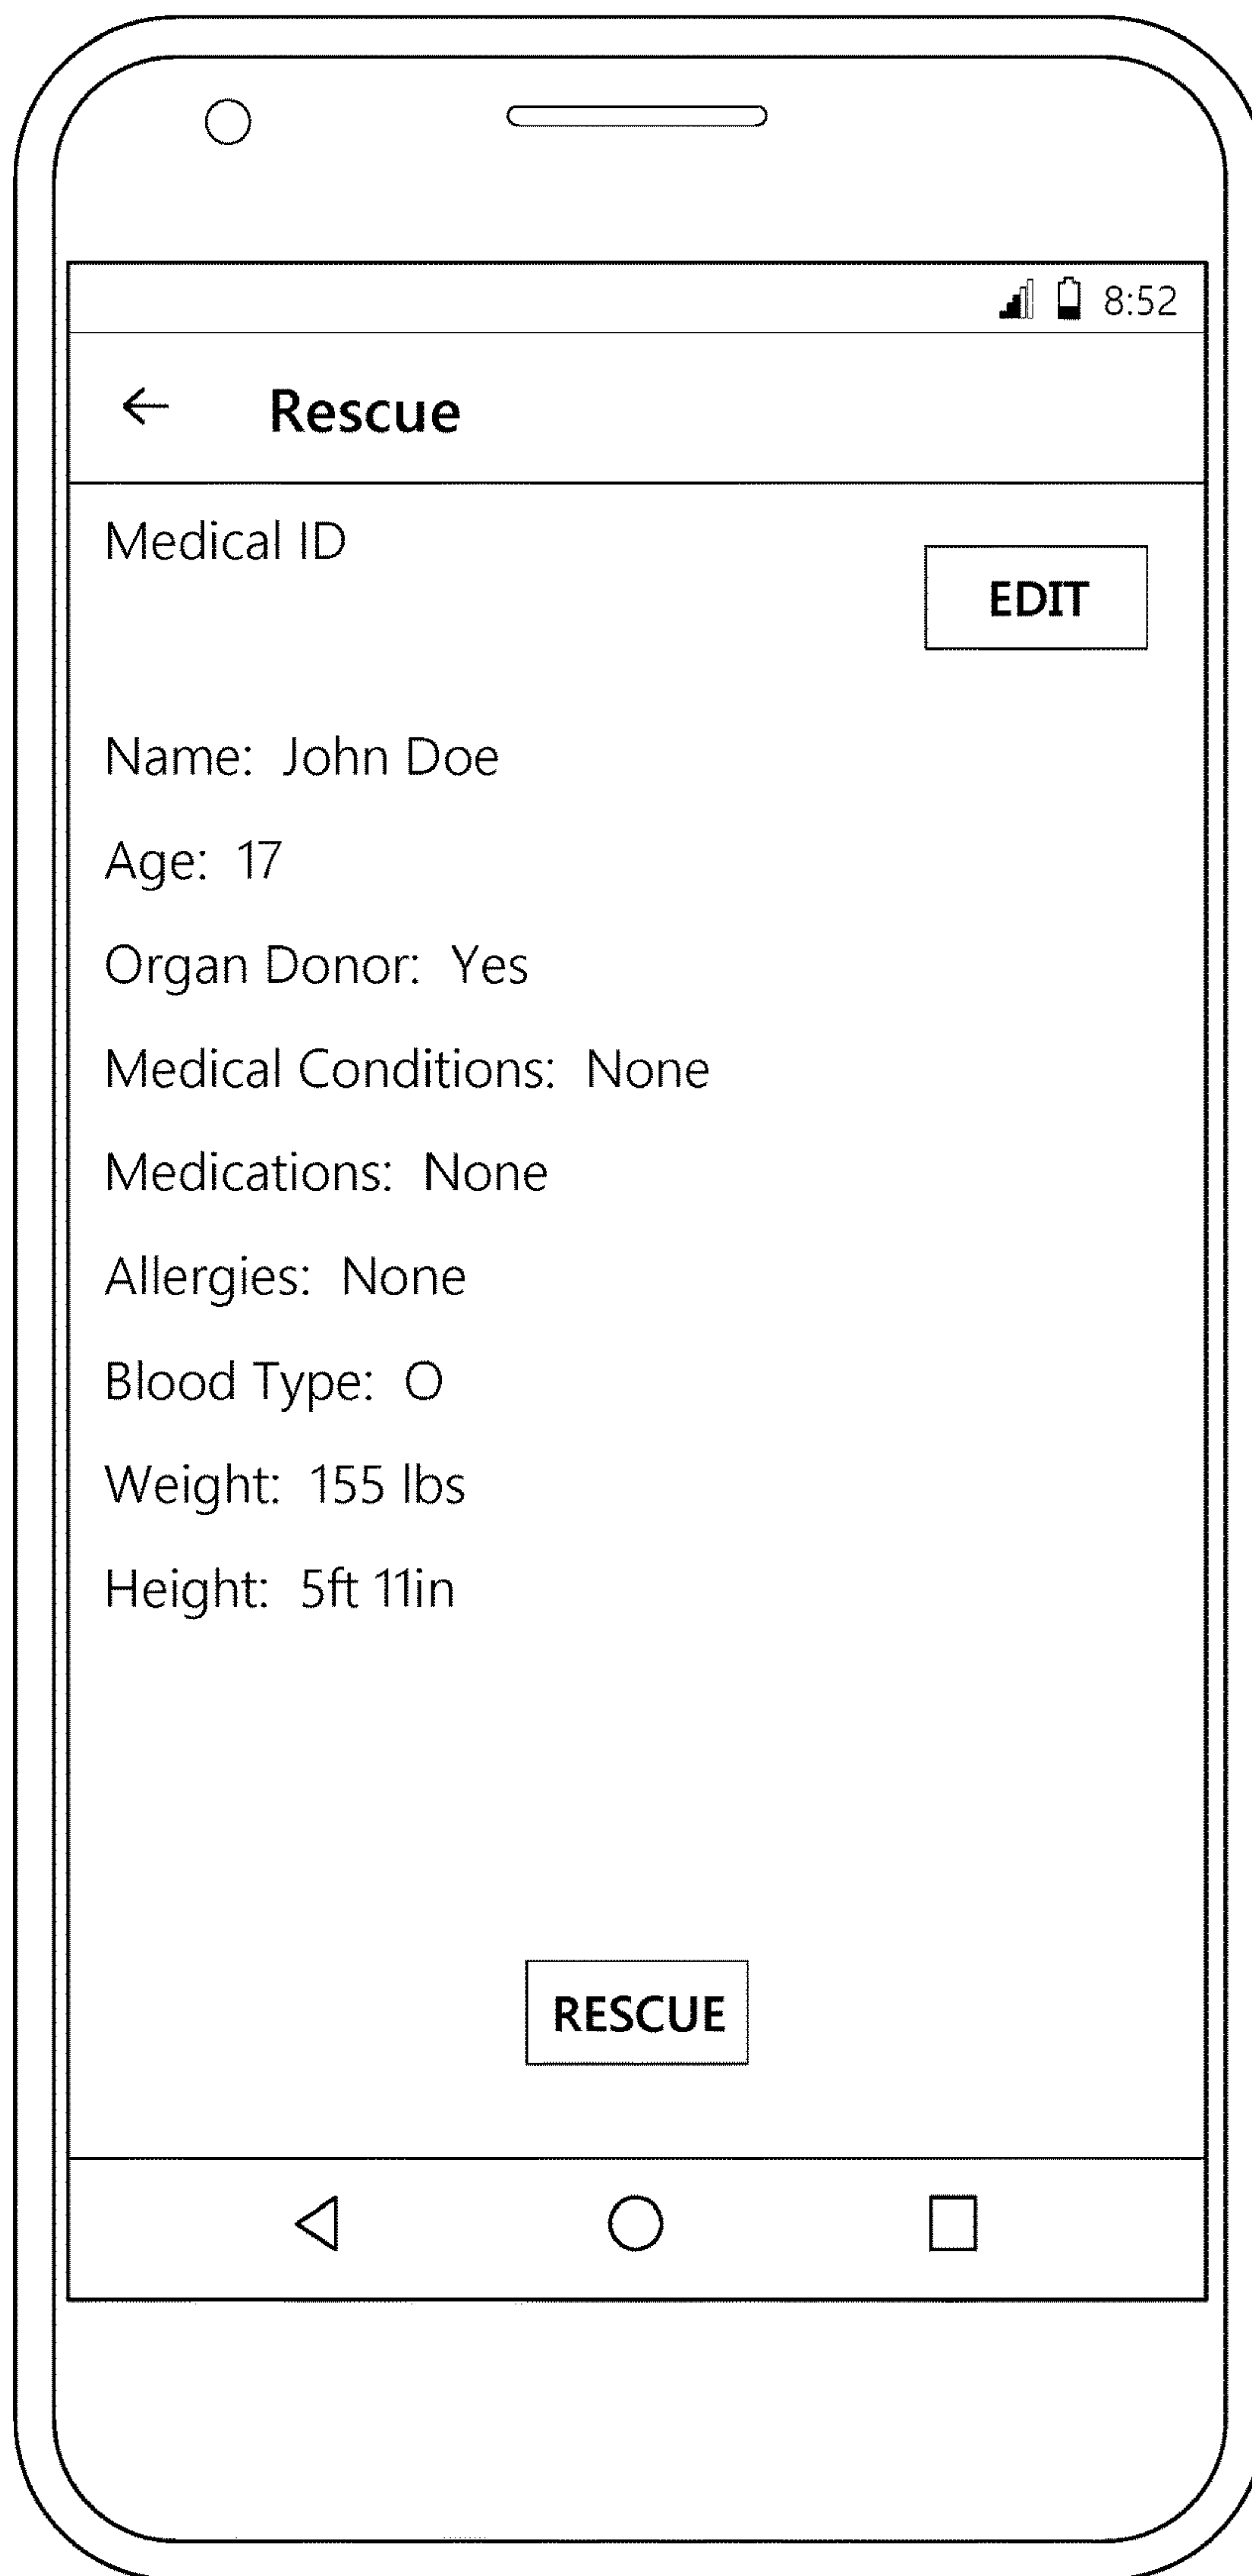 8:52
Rescue
Medical ID
EDIT
Name: John Doe
Age: 17
Organ Donor: Yes
Medical Conditions: None
Medications: None
Allergies: None
Blood Type: O
Weight: 155 lbs
Height: 5ft 11in
RESCUE